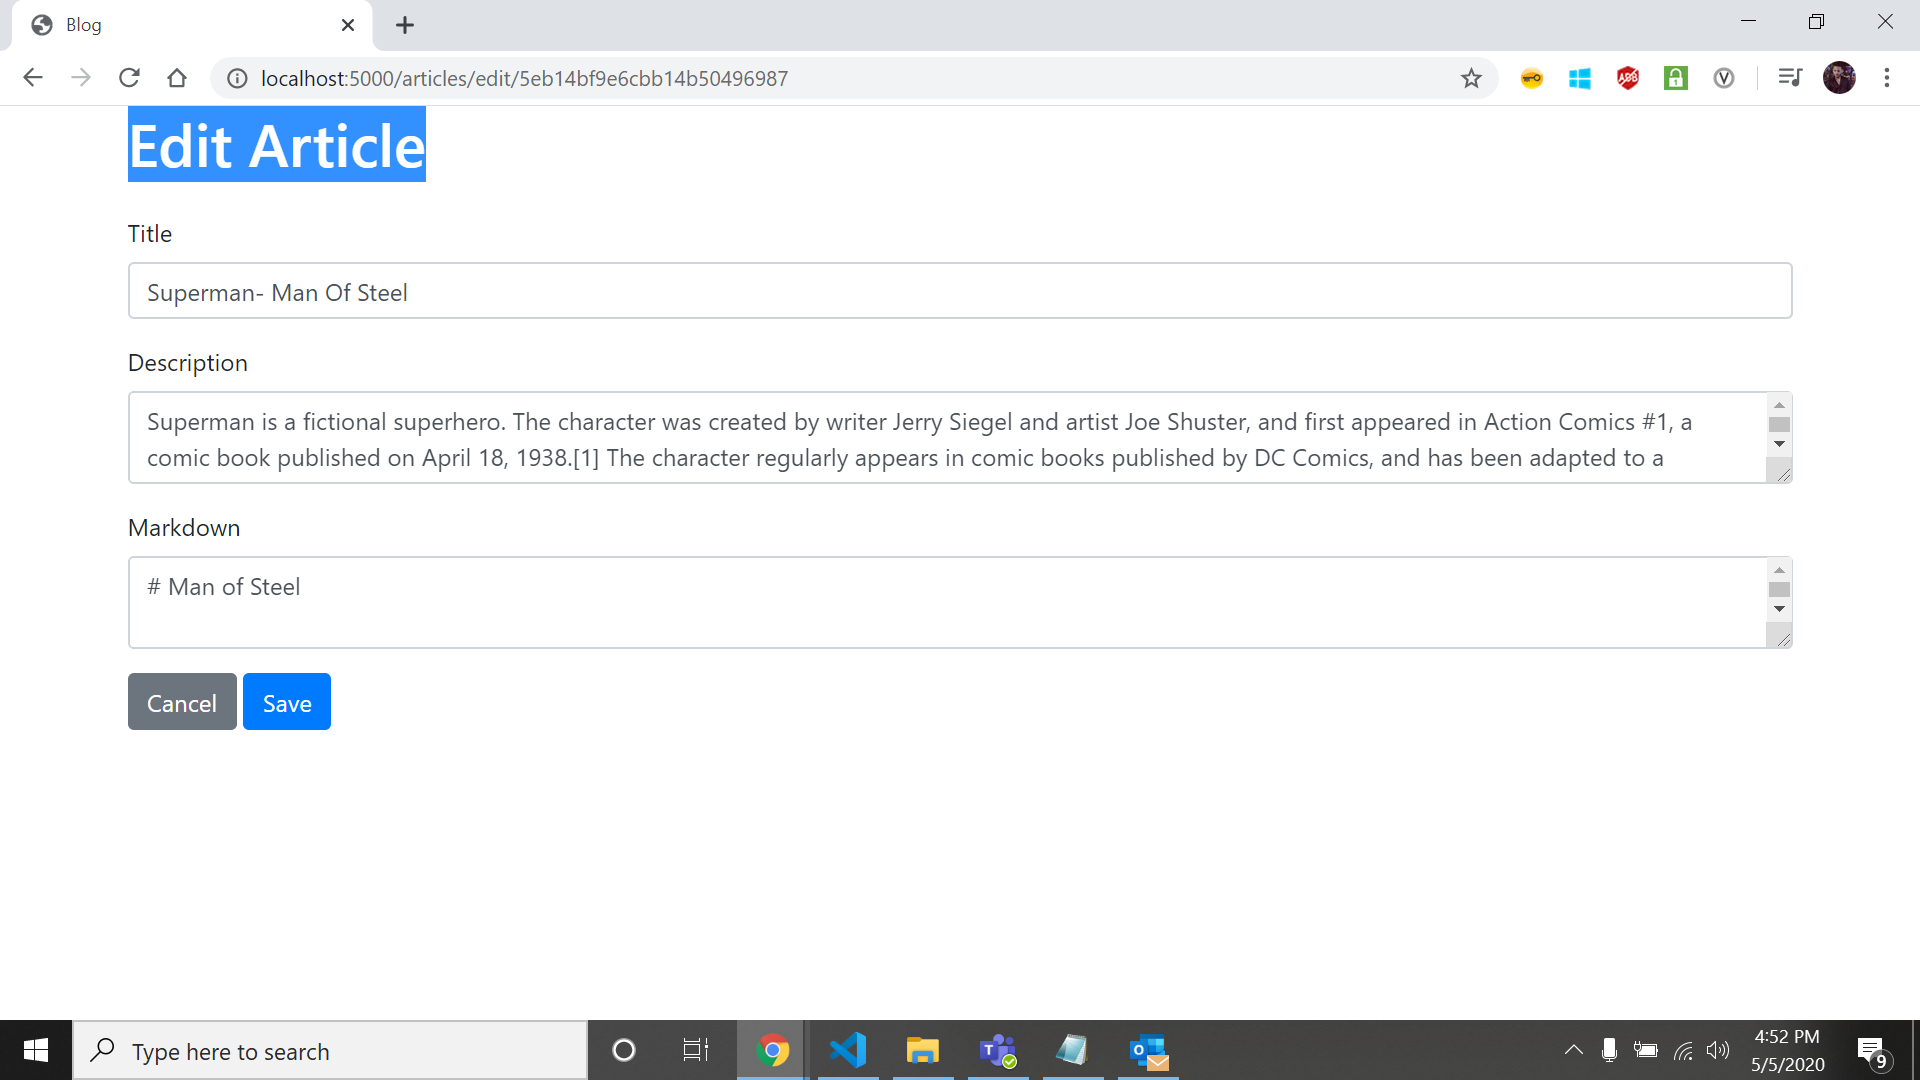 Blog
localhost:5000/articles/edit/5eb14bf9e6cbb14b50496987
ABP
Edit Article
Title
Superman- Man Of Steel
Description
Superman is a fictional superhero. The character was created by writer Jerry Siegel and artist Joe Shuster, and first appeared in Action Comics #1, a
comic book published on April 18, 1938.[1] The character regularly appears in comic books published by DC Comics, and has been adapted to a
Markdown
# Man of Steel
Cancel Save
Type here to search
4:52 PM
5/5/2020
9